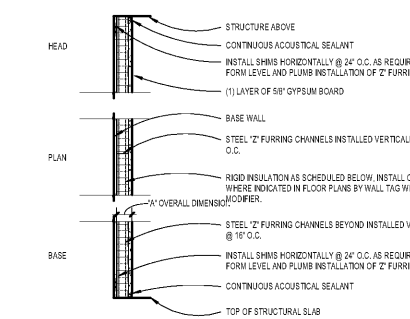 HEAD
STRUCTURE ABOVE
CONTINUOUS ACOUSTICAL SEALANT
INSTALL SHIMS HORIZONTALLY @ 24" O.C. AS REQUIR
FORM LEVEL AND PLUMB INSTALLATION OF 'Z' FURRI
(1) LAYER OF 5/8" GYPSUM BOARD
PLAN
BASE WALL
STEEL "Z" FURRING CHANNELS INSTALLED VERTICAL
O.C.
RIGID INSULATION AS SCHEDULED BELOW, INSTALL C
WHERE INDICATED IN FLOOR PLANS BY WALL TAG W
MODIFIER.
"A" OVERALL DIMENSION
BASE
STEEL "Z" FURRING CHANNELS BEYOND INSTALLED V
@ 16" O.C.
INSTALL SHIMS HORIZONTALLY @ 24" O.C. AS REQUIR
FORM LEVEL AND PLUMB INSTALLATION OF 'Z' FURRI
CONTINUOUS ACOUSTICAL SEALANT
TOP OF STRUCTURAL SLAB